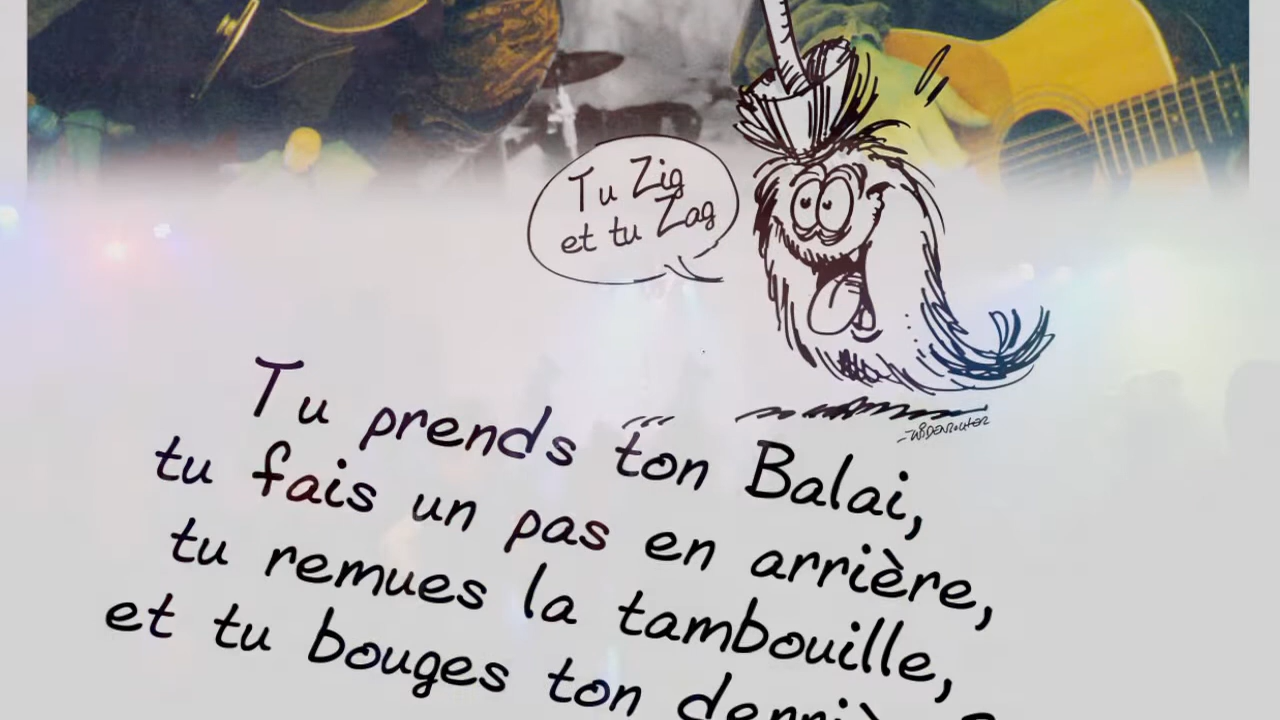 Tu Zig
et tu Zag
Tu prends ton Balai,
tu fais un pas en arrière,
tu remues la tambouille,
et tu bouges ton